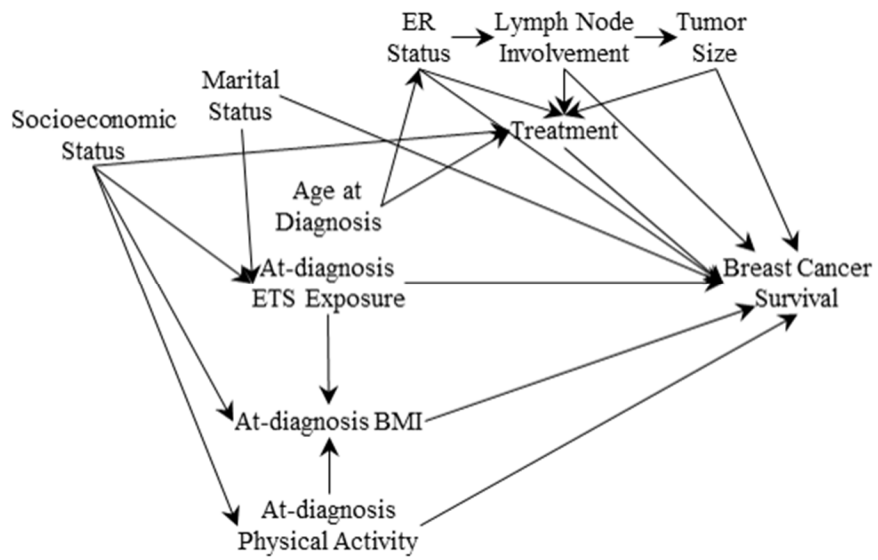 ER
Status
Lymph Node
Involvement
Tumor
Size
Marital
Status
Socioeconomic
Status
Treatment
Age at
Diagnosis
At-diagnosis
ETS Exposure
Breast Cancer
Survival
At-diagnosis BMI
At-diagnosis
Physical Activity